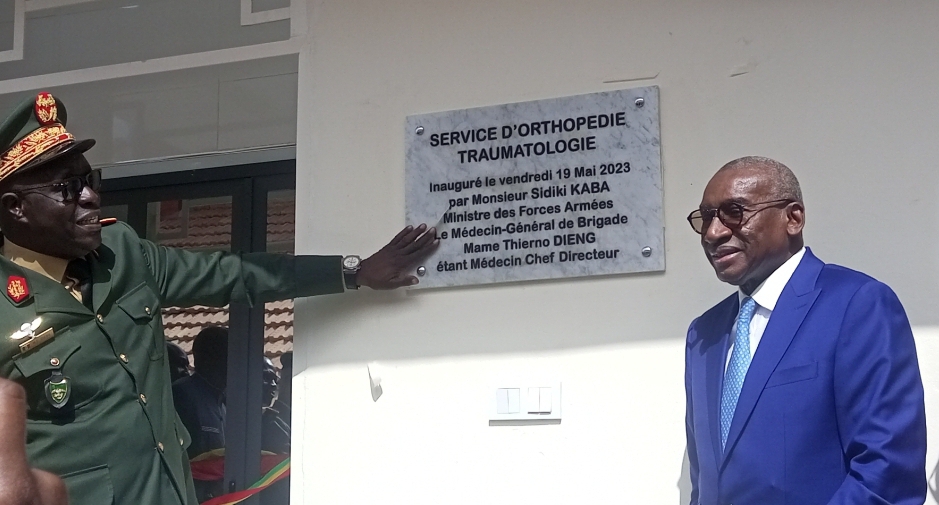 SERVICE D'ORTHOPEDIE
TRAUMATOLOGIE
Inauguré le vendredi 19 Mai 2023
par Monsieur Sidiki KABA
Ministre des Forces Armées
Le Médecin-Général de Brigade
Mame Thierno DIENG
étant Médecin Chef Directeur